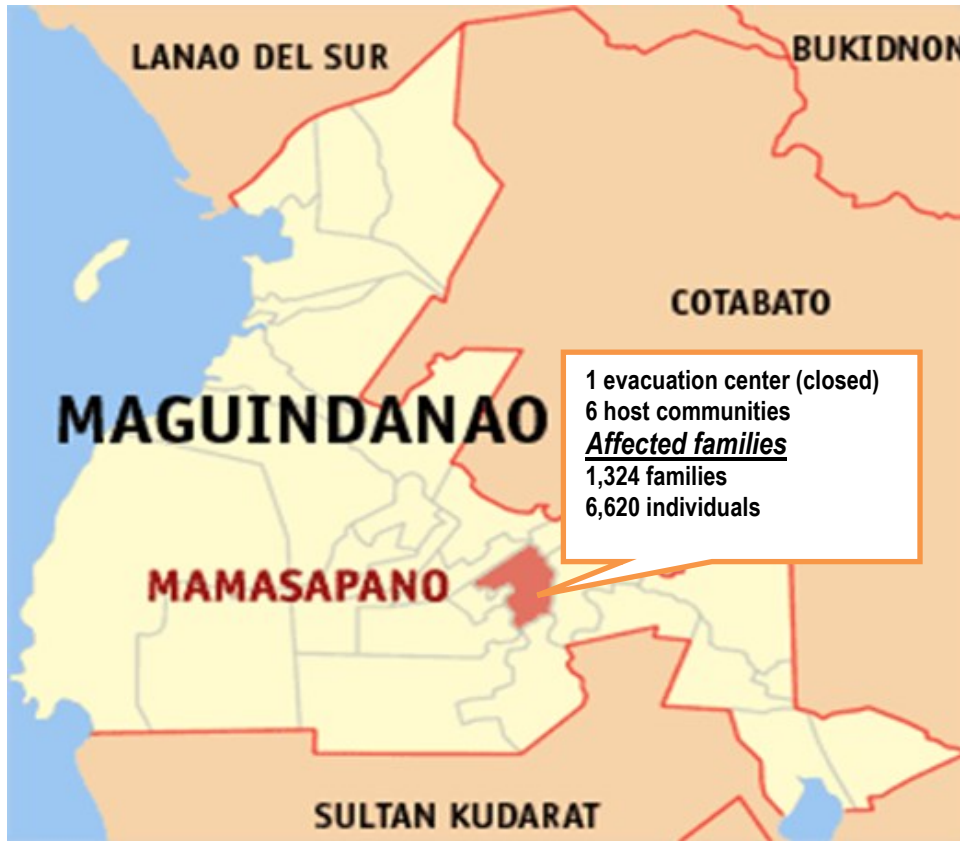 LANAO DEL SUR
BUKIDNON
COTABATO
MAGUINDANAO
1 evacuation center (closed)
6 host communities
Affected families
1,324 families
6,620 individuals
MAMASAPANO
SULTAN KUDARAT